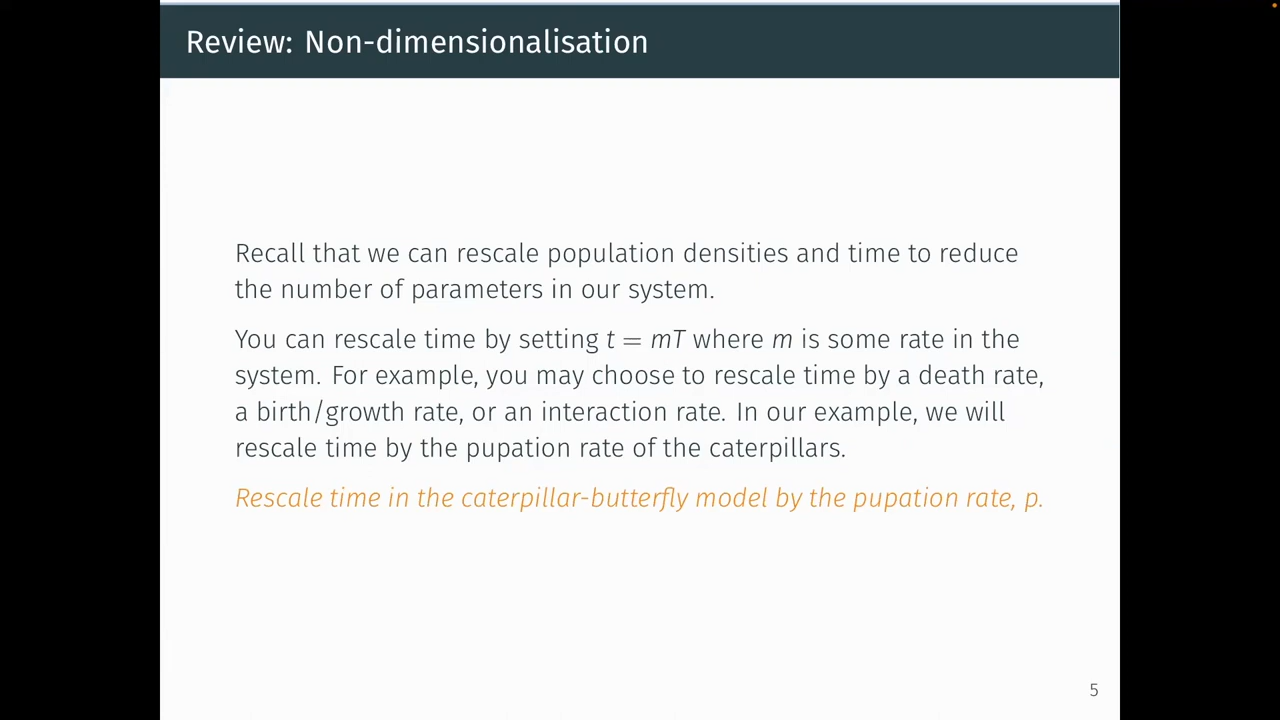 Review: Non-dimensionalisation
Recall that we can rescale population densities and time to reduce
the number of parameters in our system.
You can rescale time by setting t = mT where m is some rate in the
system. For example, you may choose to rescale time by a death rate,
a birth/growth rate, or an interaction rate. In our example, we will
rescale time by the pupation rate of the caterpillars.
Rescale time in the caterpillar-butterfly model by the pupation rate, p.
5